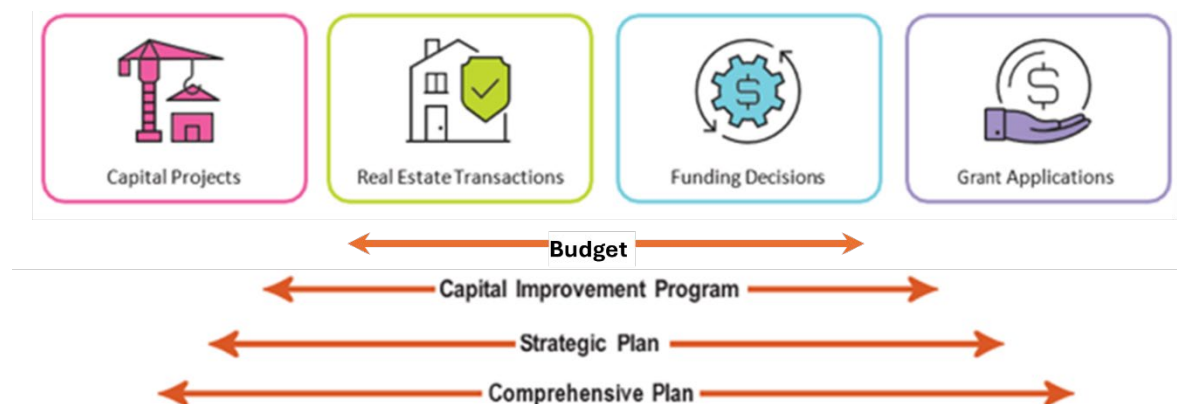 Capital Projects
Real Estate Transactions
Funding Decisions
Grant Applications
$
$
Budget
Capital Improvement Program
Strategic Plan
Comprehensive Plan